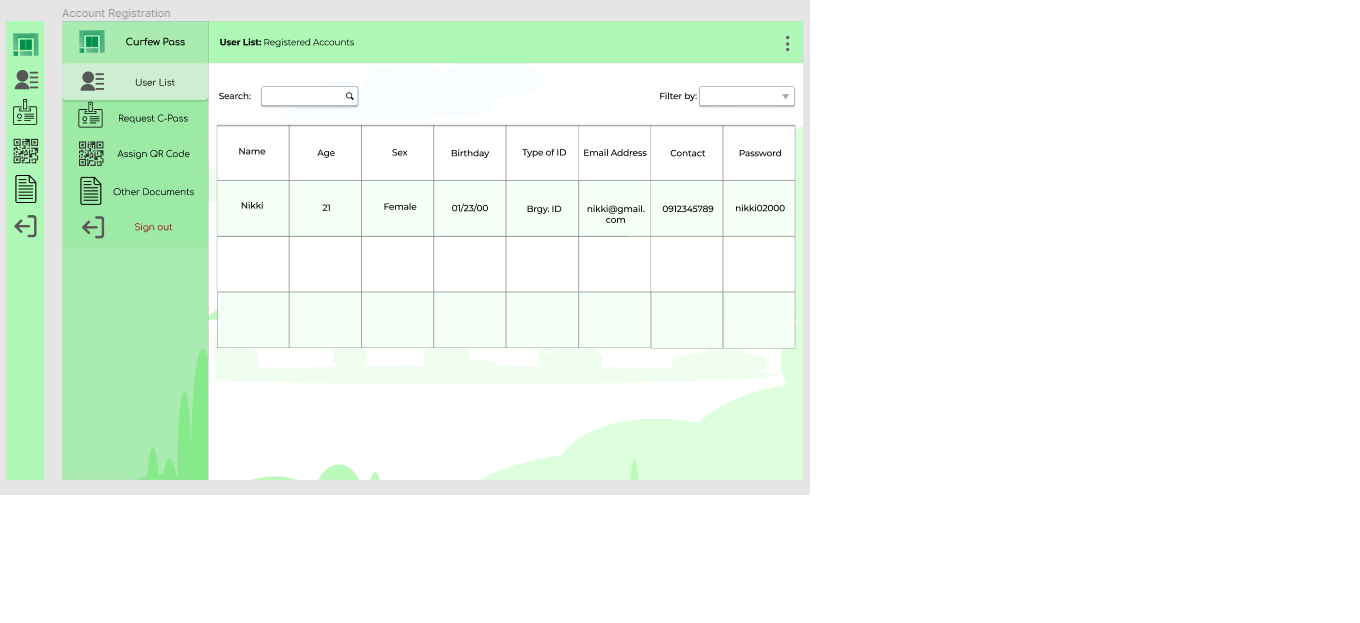 Account Registration
Curfew Pass
User List: Registered Accounts
User List
Search:
Filter by:
Request C-Pass
Assign QR Code
Other Documents
Sign out
Name Age Sex Birthday Type of ID Email Address Contact Password
Nikki 21 Female 01/23/00 Brgy. ID nikki@gmail. 0912345789 nikki02000
com